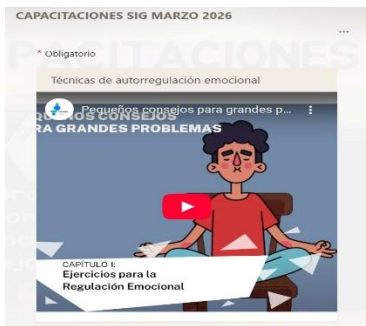 CAPACITACIONES SIG MARZO 2026
...
* Obligatorio
Técnicas de autorregulación emocional
Pequeños consejos para grandes p...
CONSEJOS
RA GRANDES PROBLEMAS
CAPÍTULO I:
Ejercicios para la
Regulación Emocional